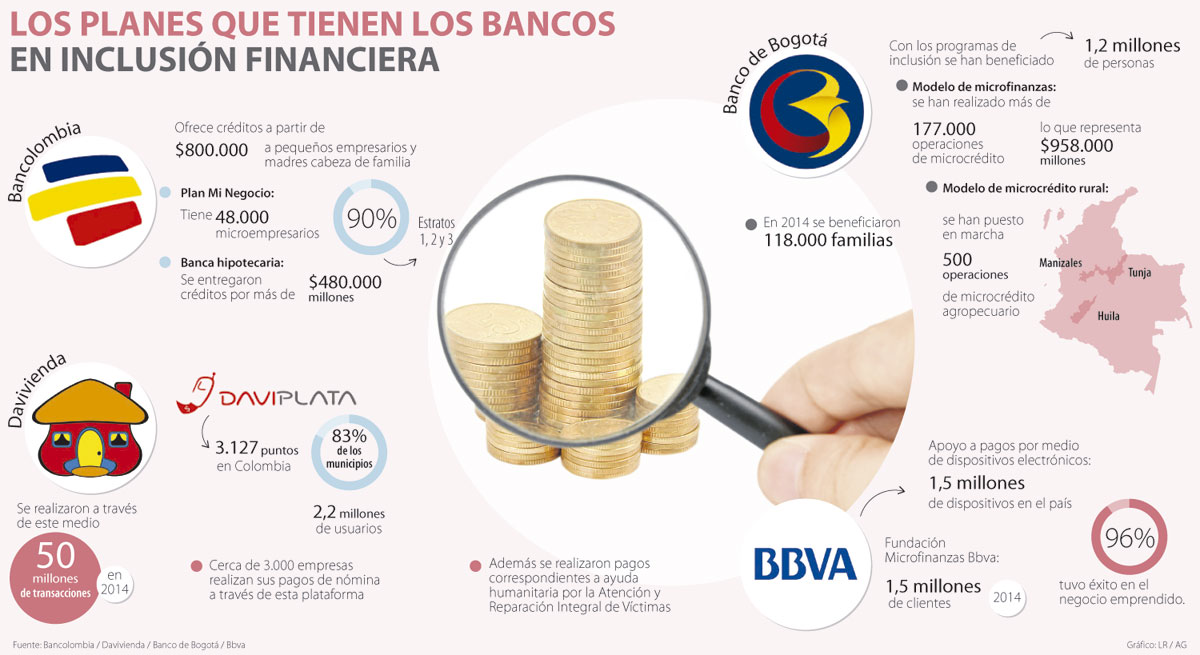 LOS PLANES QUE TIENEN LOS BANCOS
EN INCLUSIÓN FINANCIERA
Bancolombia
Ofrece créditos a partir de
$800.000 a pequeños empresarios y
madres cabeza de familia
Plan Mi Negocio:
Tiene 48.000
microempresarios
90%
Estratos
1, 2 y 3
Banca hipotecaria:
Se entregaron
créditos por más de
$480.000
millones
Davivienda
DAVIPLATA
3.127 puntos
en Colombia
83%
de los
municipios
2,2 millones
de usuarios
Se realizaron a través
de este medio
50
millones
de transacciones
en
2014
Cerca de 3.000 empresas
realizan sus pagos de nómina
a través de esta plataforma
Además se realizaron pagos
correspondientes a ayuda
humanitaria por la Atención y
Reparación Integral de Víctimas
Banco de Bogotá
Con los programas de
inclusión se han beneficiado
1,2 millones
de personas
Modelo de microfinanzas:
se han realizado más de
177.000
operaciones
de microcrédito
lo que representa
$958.000
millones
Modelo de microcrédito rural:
se han puesto
en marcha
500
operaciones
de microcrédito
agropecuario
Manizales
Tunja
Huila
En 2014 se beneficiaron
118.000 familias
BBVA
Apoyo a pagos por medio
de dispositivos electrónicos:
1,5 millones
de dispositivos en el país
Fundación
Microfinanzas Bbva:
1,5 millones
de clientes
2014
96%
tuvo éxito en el
negocio emprendido.
Fuente: Bancolombia / Davivienda / Banco de Bogotá / Bbva
Gráfico: LR / AG